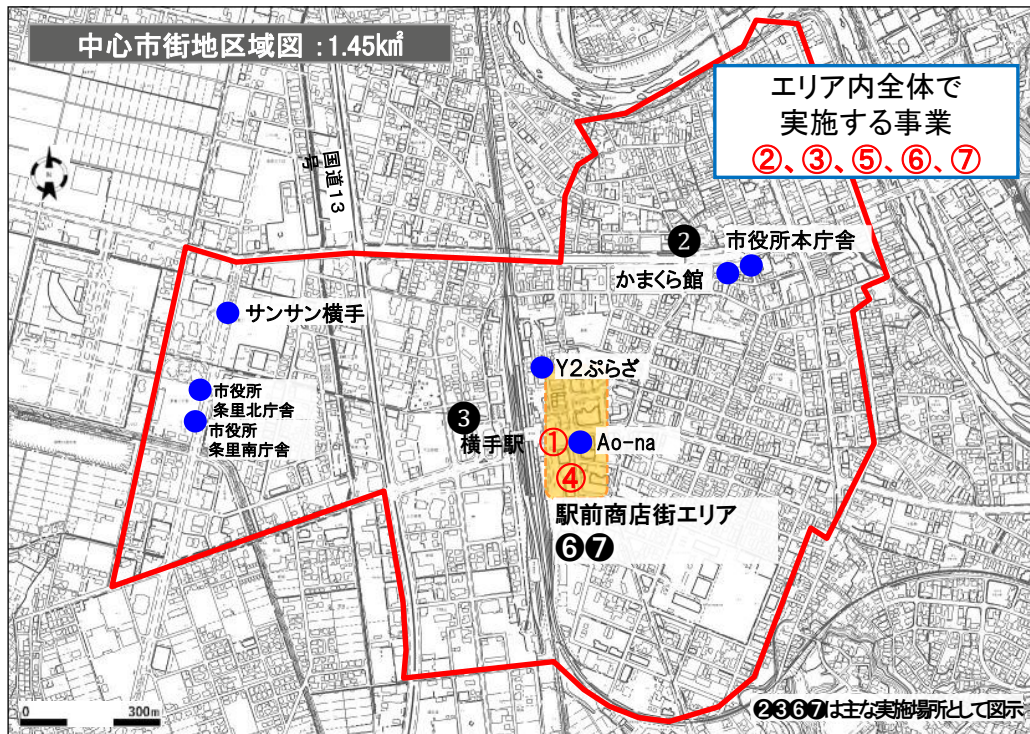 中心市街地区域図：1.45㎢
エリア内全体で
実施する事業
②、③、⑤、⑥、⑦
国道13
号
❷
市役所本庁舎
かまくら館
サンサン横手
Y2ぷらざ
市役所
条里北庁舎
市役所
条里南庁舎
❸
横手駅
①
Ao-na
④
駅前商店街エリア
❻❼
0 300m
❷❸❻❼は主な実施場所として図示